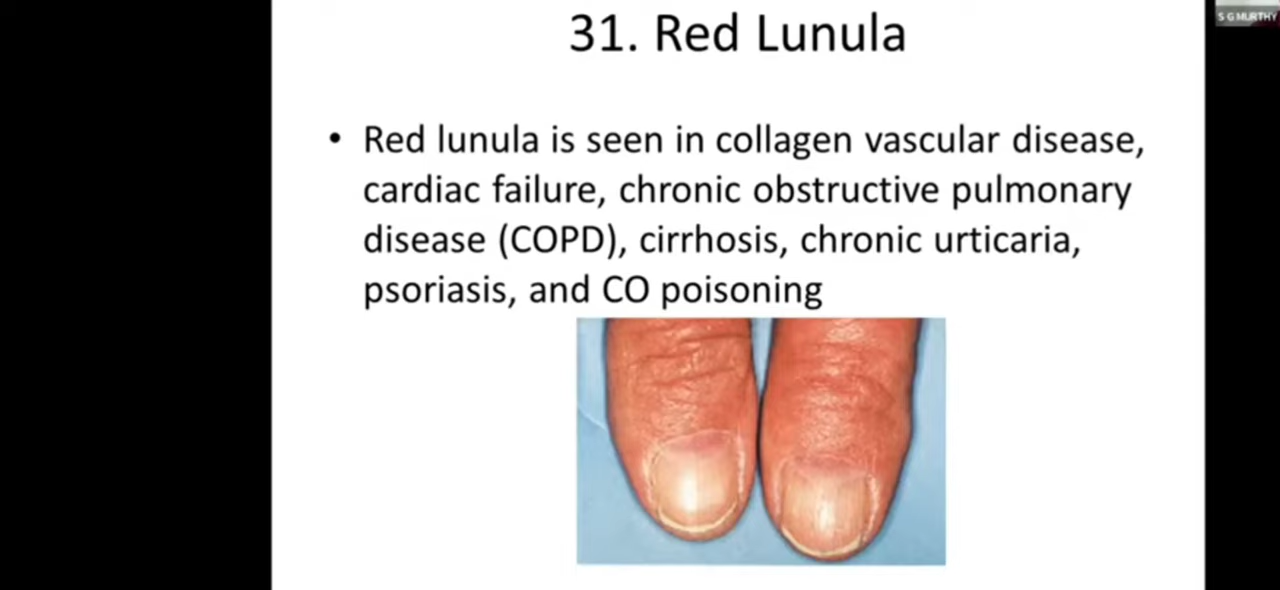 S G MURTHY
31. Red Lunula
• Red lunula is seen in collagen vascular disease,
cardiac failure, chronic obstructive pulmonary
disease (COPD), cirrhosis, chronic urticaria,
psoriasis, and CO poisoning